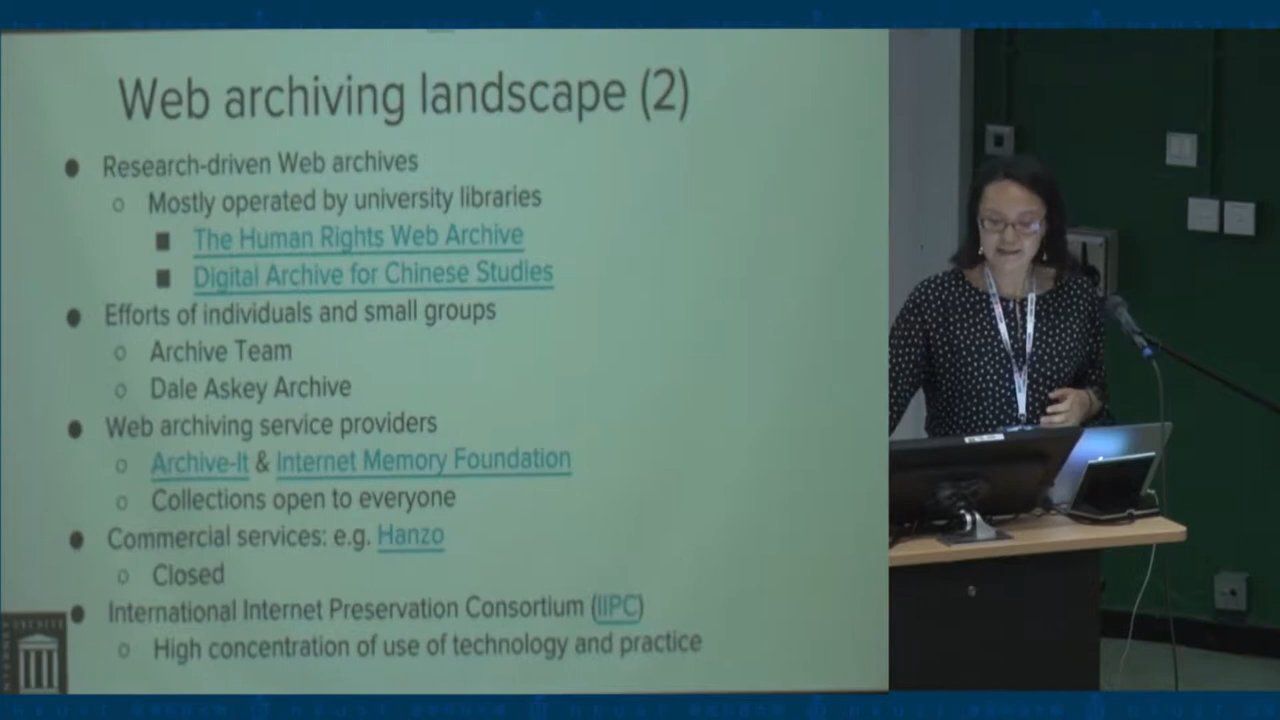 Web archiving landscape (2)
● Research-driven Web archives
○ Mostly operated by university libraries
■ The Human Rights Web Archive
■ Digital Archive for Chinese Studies
● Efforts of individuals and small groups
○ Archive Team
○ Dale Askey Archive
● Web archiving service providers
○ Archive-It & Internet Memory Foundation
○ Collections open to everyone
● Commercial services: e.g. Hanzo
○ Closed
● International Internet Preservation Consortium (IIPC)
○ High concentration of use of technology and practice